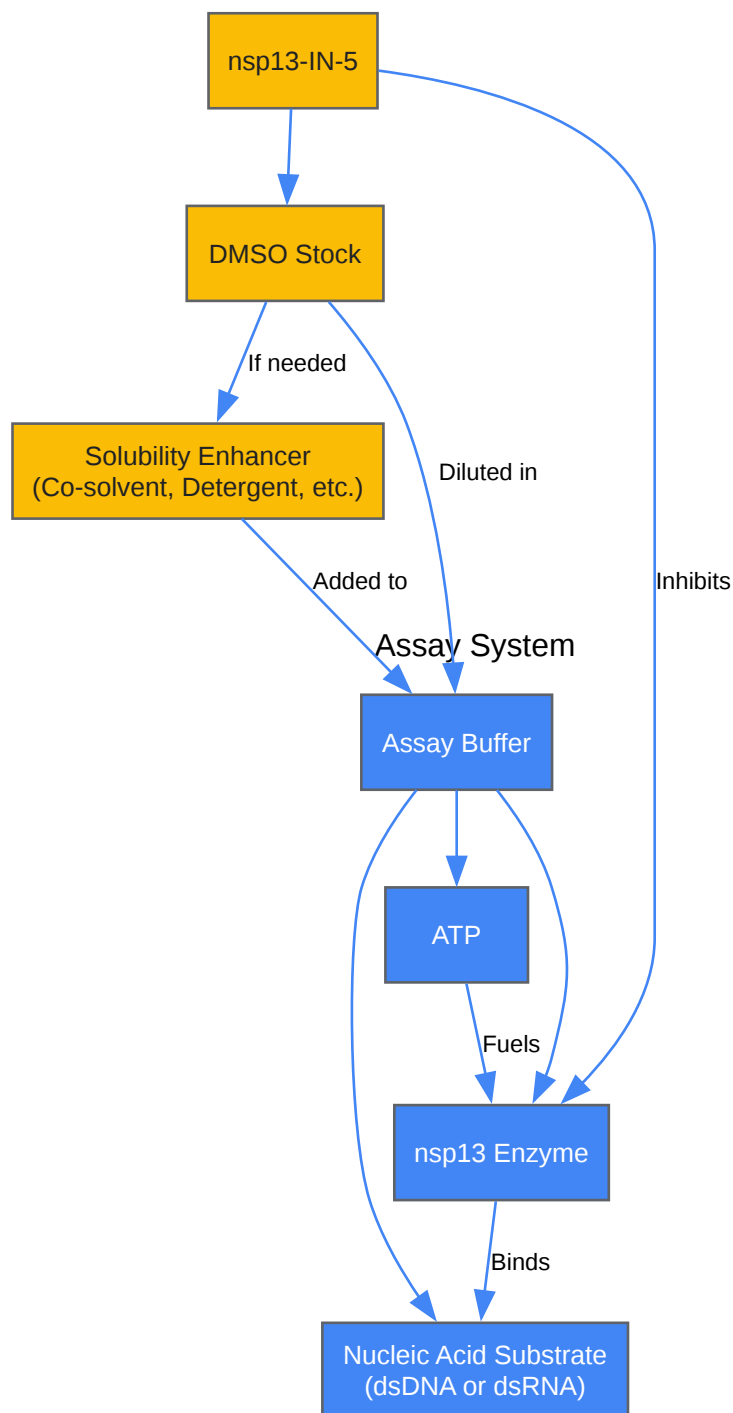 nsp13-IN-5
DMSO Stock
If needed
Solubility Enhancer
(Co-solvent, Detergent, etc.)
Diluted in
Added to
Inhibits
Assay System
Assay Buffer
ATP
Fuels
nsp13 Enzyme
Binds
Nucleic Acid Substrate
(dsDNA or dsRNA)